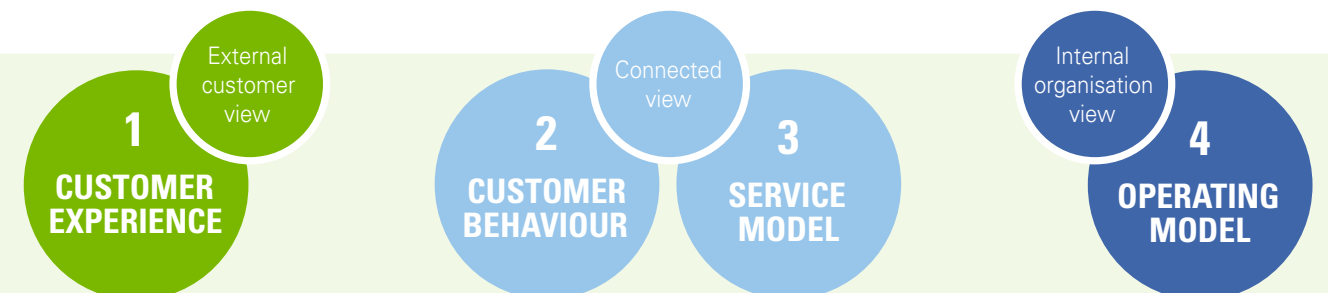 External
customer
view
1
CUSTOMER
EXPERIENCE
Connected
view
2
CUSTOMER
BEHAVIOUR
3
SERVICE
MODEL
Internal
organisation
view
4
OPERATING
MODEL